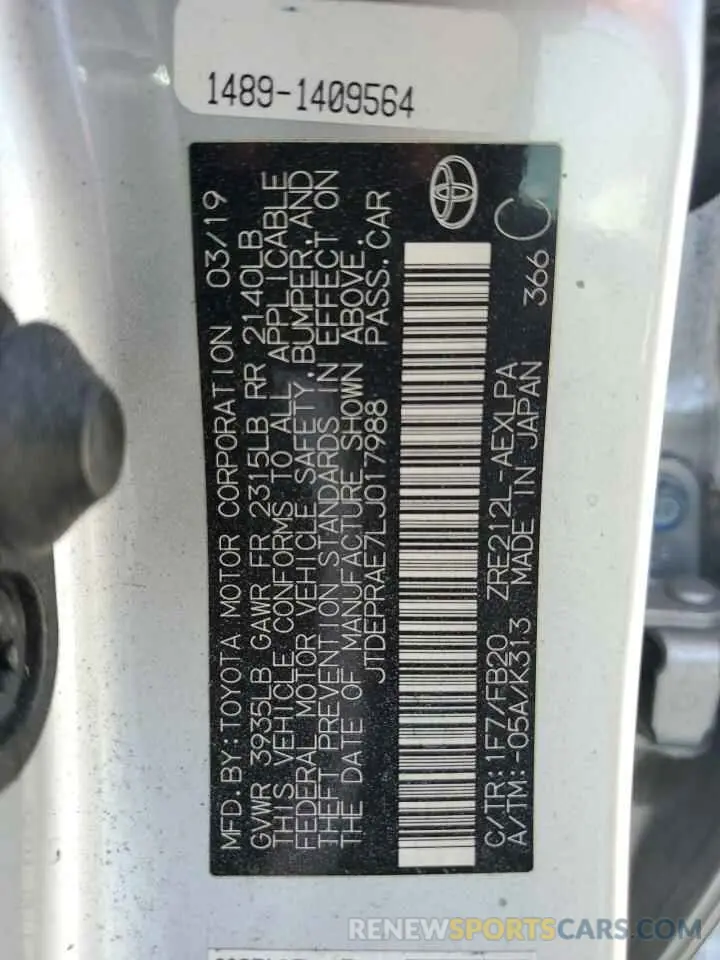 1489-1409564
MFD.BY:TOYOTA MOTOR CORPORATION 03/19
GVWR 3935LB GAWR FR 2315LB RR 2140LB
THIS VEHICLE CONFORMS TO ALL APPLICABLE
FEDERAL MOTOR VEHICLE SAFETY,BUMPER,AND
THEFT PREVENTION STANDARDS IN EFFECT ON
THE DATE OF MANUFACTURE SHOWN ABOVE.
JTDEPRAE7LJ017988 PASS.CAR
C/TR:1F7/FB20 ZRE212L-AEXLPA
A/TM:-05A/K313 MADE IN JAPAN 366
C
RENEWSPORTSCARS.COM